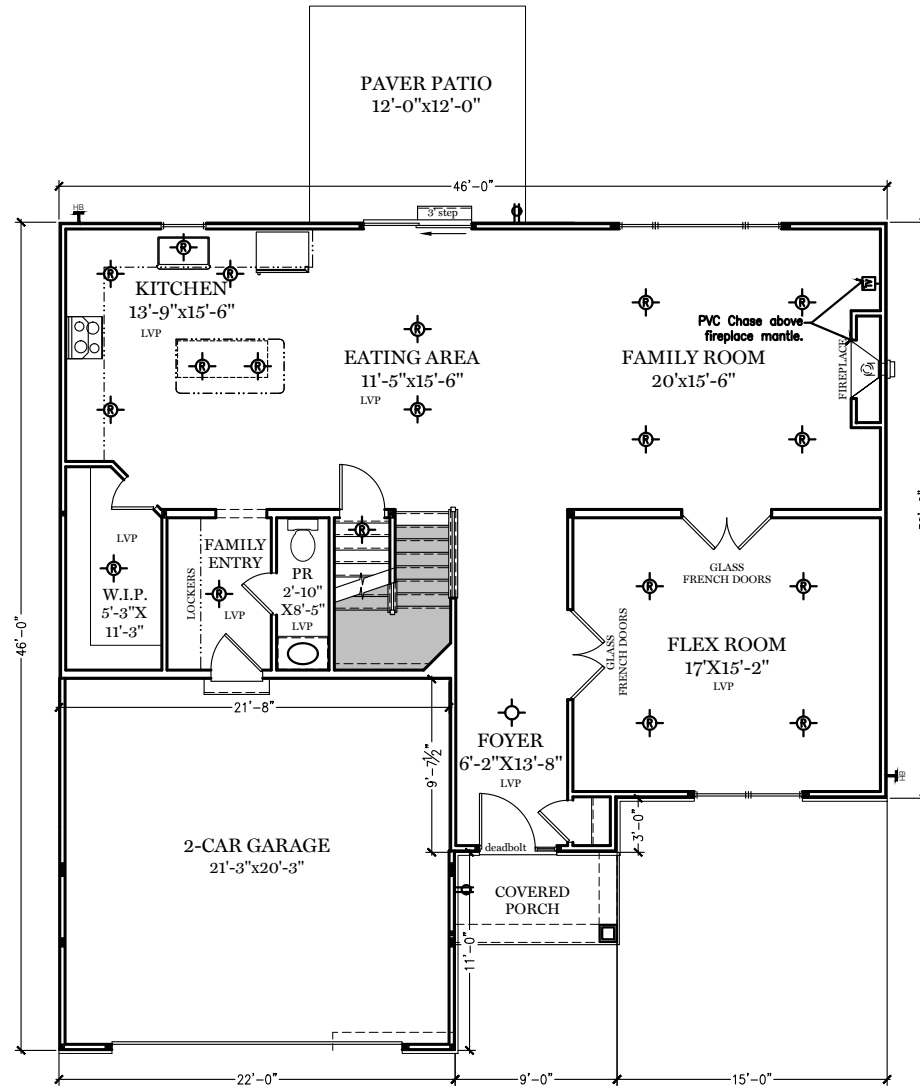 PAVER PATIO
12'-0"x12'-0"
46'-0"
HB
3' step
KITCHEN
13'-9"x15'-6"
LVP
EATING AREA
11'-5"x15'-6"
LVP
FAMILY ROOM
20'x15'-6"
PVC Chase above
fireplace mantle.
FIREPLACE
R
R
R
R
R
R
R
R
R
R
R
R
46'-0"
LVP
W.I.P.
5'-3"X
11'-3"
R
LOCKERS
FAMILY
ENTRY
R
LVP
PR
2'-10"
X8'-5"
LVP
R
GLASS
FRENCH DOORS
GLASS
FRENCH DOORS
FLEX ROOM
17'X15'-2"
LVP
R
R
R
R
21'-8"
9'-7½"
FOYER
6'-2"X13'-8"
LVP
HB
3'-0"
deadbolt
2-CAR GARAGE
21'-3"x20'-3"
COVERED
PORCH
11'-0"
22'-0"
9'-0"
15'-0"